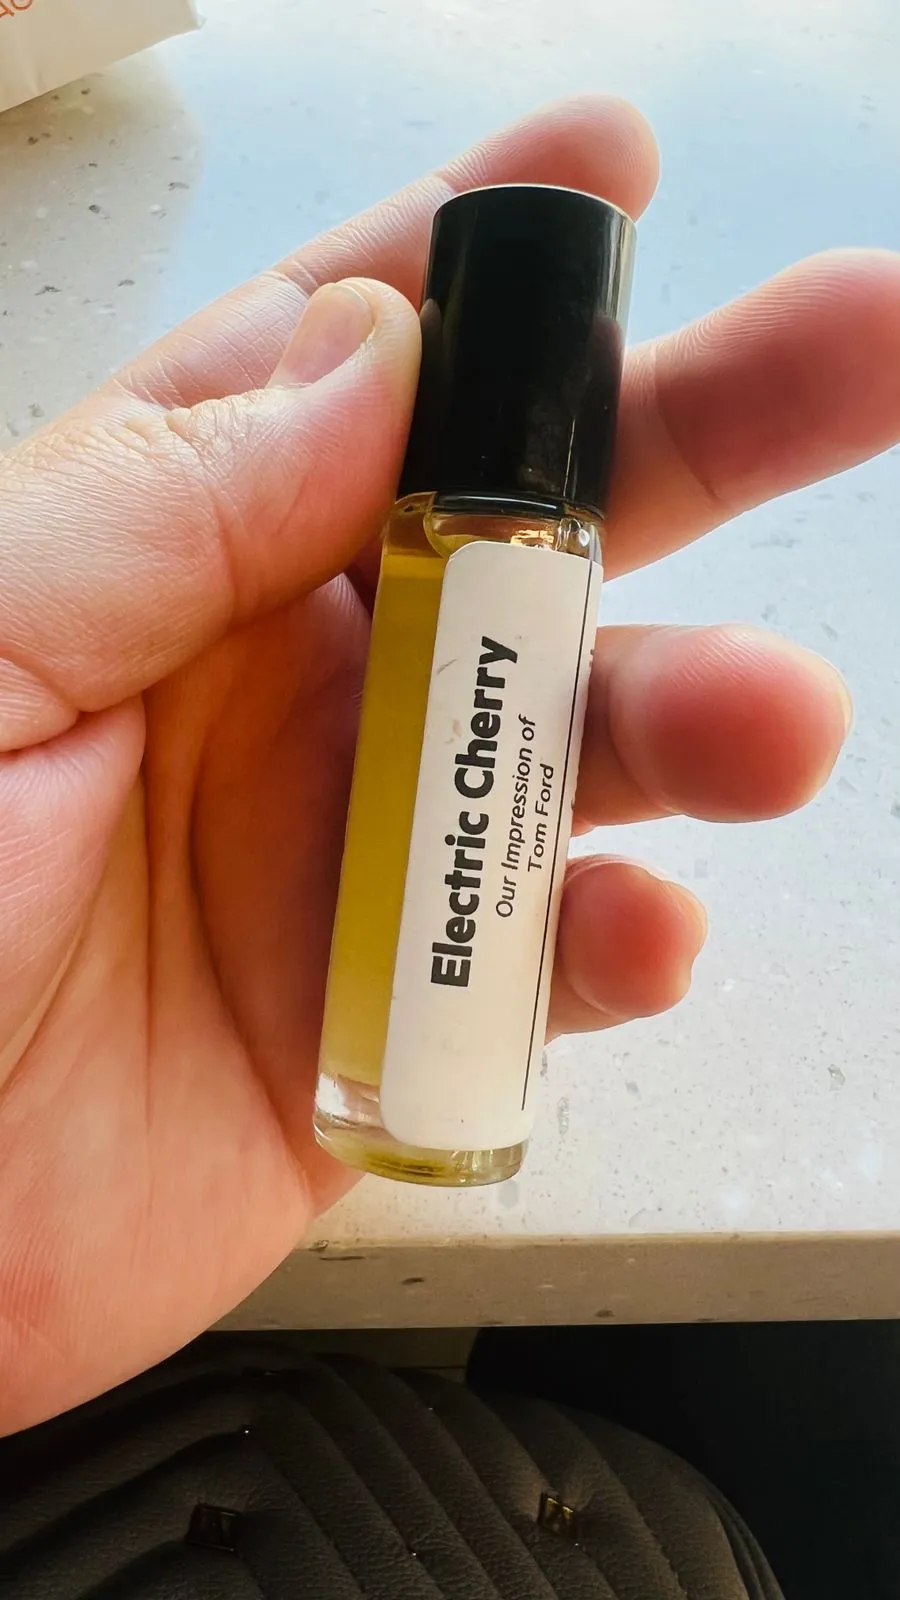 Electric Cherry
Our Impression of
Tom Ford